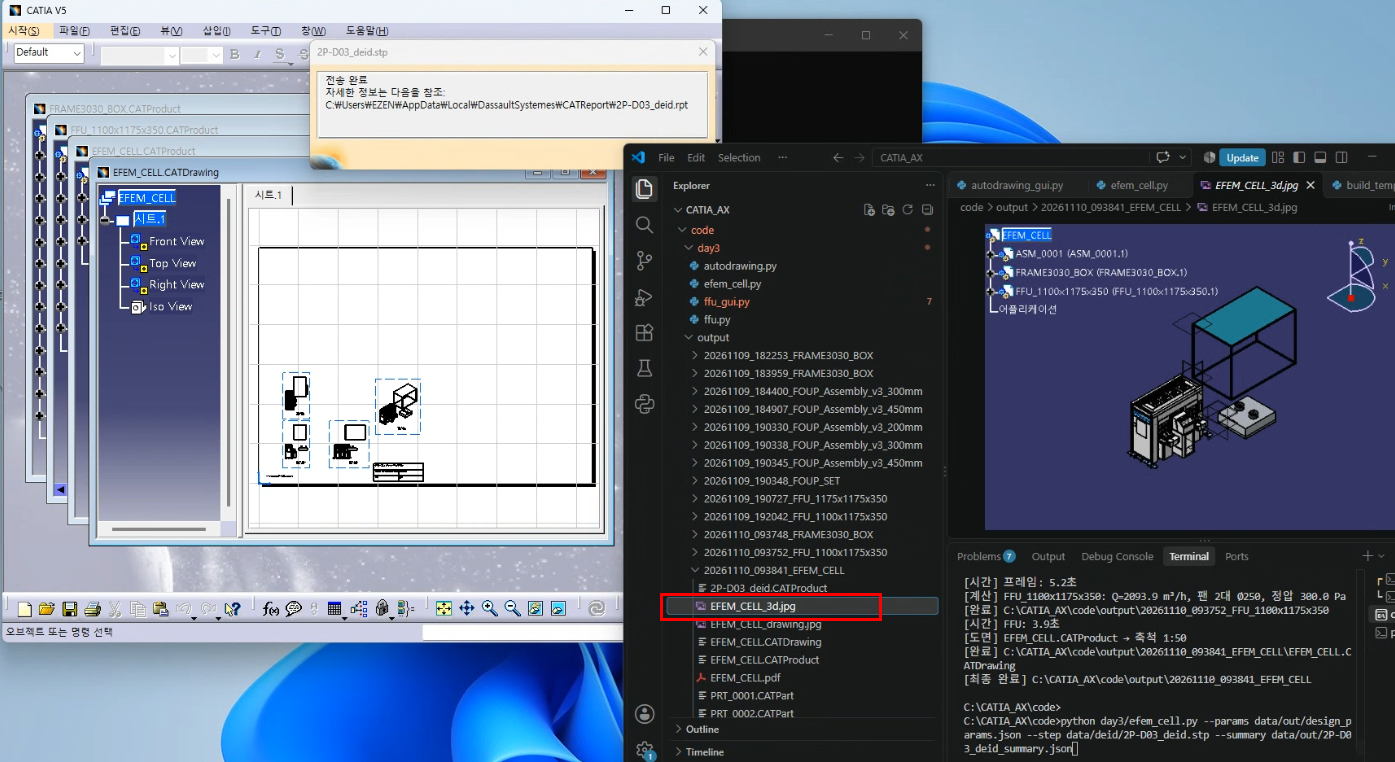 CATIA V5
시작(S) 파일(F) 편집(E) 뷰(V) 삽입(I) 도구(T) 창(W) 도움말(H)
Default
B I S S
2P-D03_deid.stp
전송 완료
자세한 정보는 다음을 참조:
C:₩Users₩EZEN₩AppData₩Local₩DassaultSystemes₩CATReport₩2P-D03_deid.rpt
FRAME3030_BOX.CATProduct
FFU_1100x1175x350.CATProduct
EFEM_CELL.CATProduct
EFEM_CELL.CATDrawing
EFEM_CELL
시트.1
Front View
Top View
Right View
Iso View
시트.1
오브젝트 또는 명령 선택
File Edit Selection ···
CATIA_AX
Update
Explorer
CATIA_AX
code
day3
autodrawing.py
efem_cell.py
ffu_gui.py 7
ffu.py
output
20261109_182253_FRAME3030_BOX
20261109_183959_FRAME3030_BOX
20261109_184400_FOUP_Assembly_v3_300mm
20261109_184907_FOUP_Assembly_v3_450mm
20261109_190330_FOUP_Assembly_v3_200mm
20261109_190338_FOUP_Assembly_v3_300mm
20261109_190345_FOUP_Assembly_v3_450mm
20261109_190348_FOUP_SET
20261109_190727_FFU_1175x1175x350
20261109_192042_FFU_1100x1175x350
20261110_093748_FRAME3030_BOX
20261110_093752_FFU_1100x1175x350
20261110_093841_EFEM_CELL
2P-D03_deid.CATProduct
EFEM_CELL_3d.jpg
EFEM_CELL_drawing.jpg
EFEM_CELL.CATDrawing
EFEM_CELL.CATProduct
EFEM_CELL.pdf
PRT_0001.CATPart
PRT_0002.CATPart
Outline
Timeline
1
autodrawing_gui.py efem_cell.py EFEM_CELL_3d.jpg build_temp
code > output > 20261110_093841_EFEM_CELL > EFEM_CELL_3d.jpg
EFEM_CELL
ASM_0001 (ASM_0001.1)
FRAME3030_BOX (FRAME3030_BOX.1)
FFU_1100x1175x350 (FFU_1100x1175x350.1)
어플리케이션
z
y
x
Problems 7 Output Debug Console Terminal Ports
[시간] 프레임: 5.2초
[계산] FFU_1100x1175x350: Q=2093.9 m³/h, 팬 2대 Ø250, 정압 300.0 Pa
[완료] C:\CATIA_AX\code\output\20261110_093752_FFU_1100x1175x350
[시간] FFU: 3.9초
[도면] EFEM_CELL.CATProduct → 축척 1:50
[완료] C:\CATIA_AX\code\output\20261110_093841_EFEM_CELL\EFEM_CELL.C
ATDrawing
[최종 완료] C:\CATIA_AX\code\output\20261110_093841_EFEM_CELL
C:\CATIA_AX\code>
C:\CATIA_AX\code>python day3/efem_cell.py --params data/out/design_p
arams.json --step data/deid/2P-D03_deid.stp --summary data/out/2P-D0
3_deid_summary.json